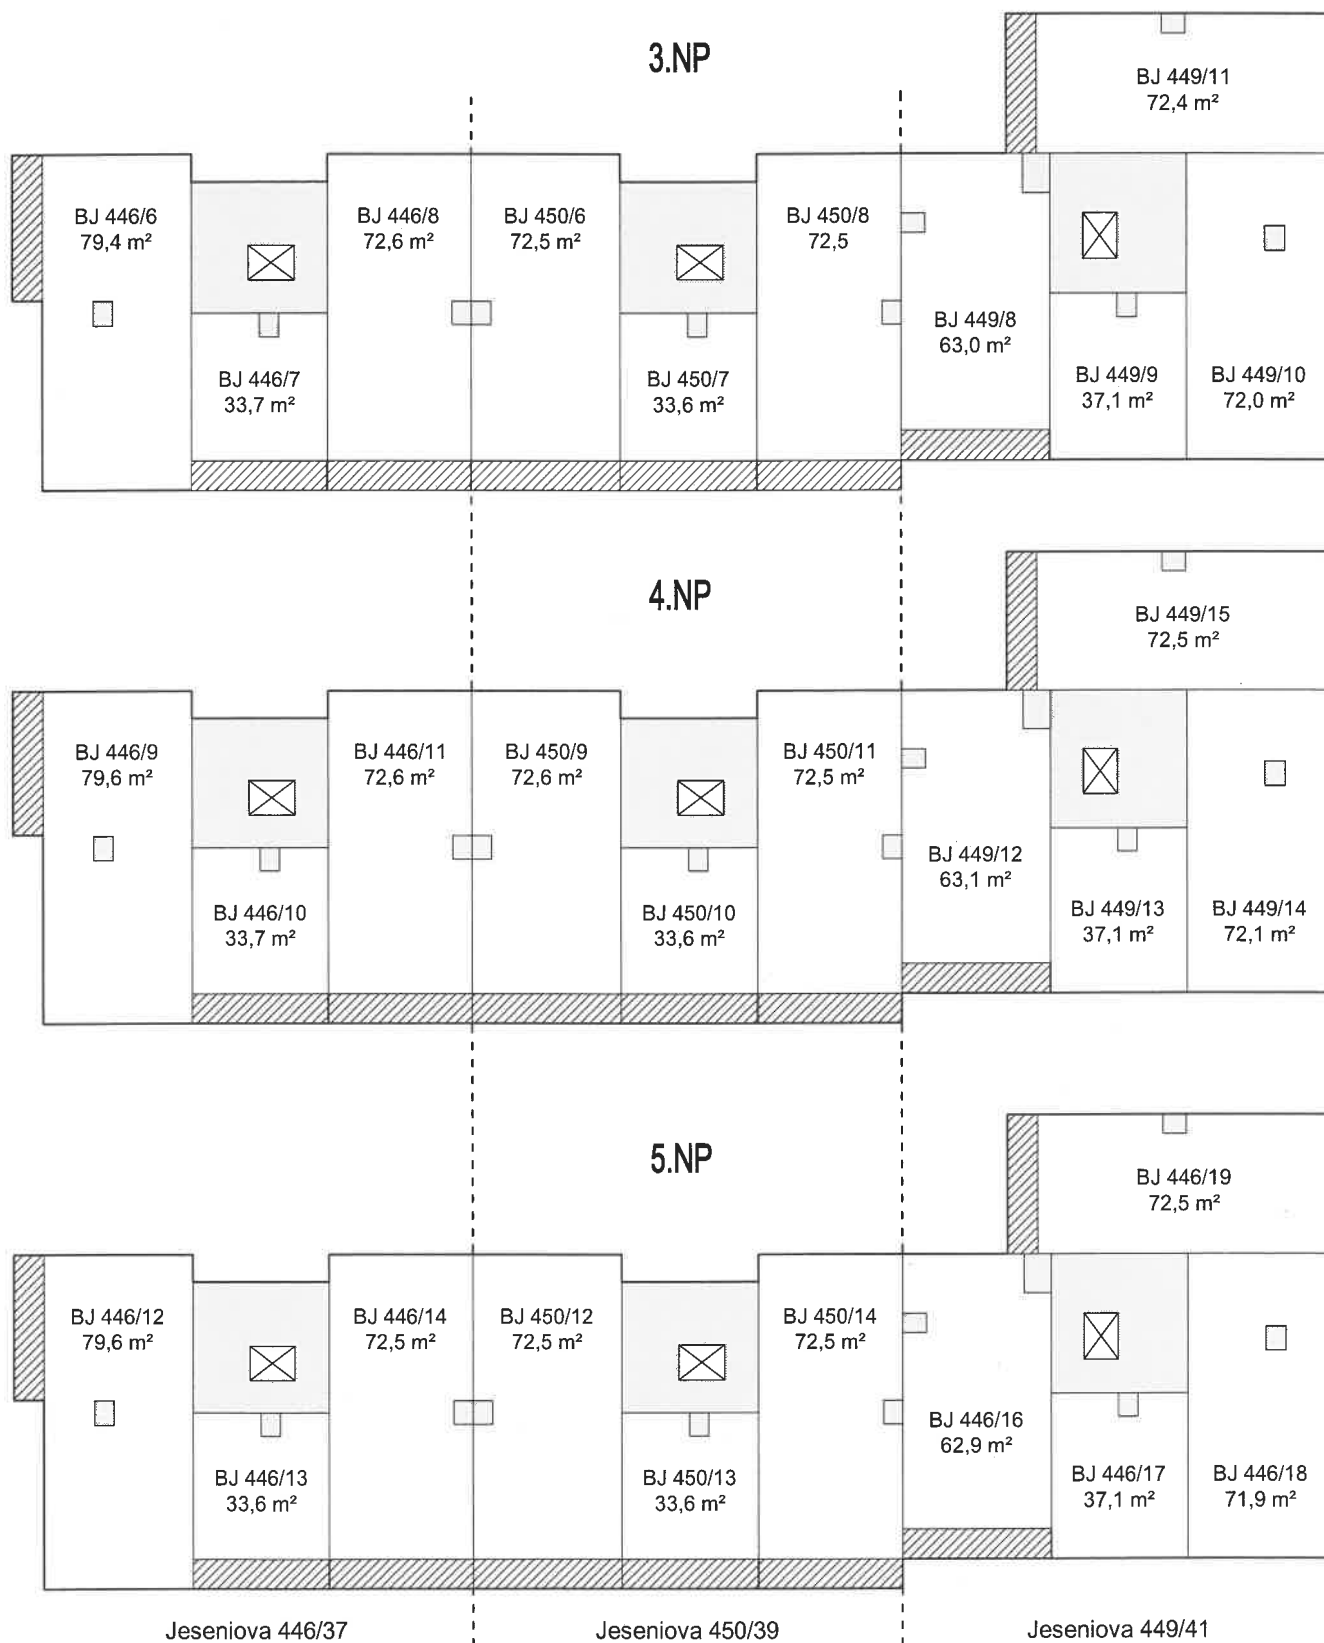 3.NP
BJ 449/11
72,4 m²
BJ 446/6
79,4 m²
BJ 446/8
72,6 m²
BJ 450/6
72,5 m²
BJ 450/8
72,5
BJ 449/8
63,0 m²
BJ 446/7
33,7 m²
BJ 450/7
33,6 m²
BJ 449/9
37,1 m²
BJ 449/10
72,0 m²
4.NP
BJ 449/15
72,5 m²
BJ 446/9
79,6 m²
BJ 446/11
72,6 m²
BJ 450/9
72,6 m²
BJ 450/11
72,5 m²
BJ 449/12
63,1 m²
BJ 446/10
33,7 m²
BJ 450/10
33,6 m²
BJ 449/13
37,1 m²
BJ 449/14
72,1 m²
5.NP
BJ 446/19
72,5 m²
BJ 446/12
79,6 m²
BJ 446/14
72,5 m²
BJ 450/12
72,5 m²
BJ 450/14
72,5 m²
BJ 446/16
62,9 m²
BJ 446/13
33,6 m²
BJ 450/13
33,6 m²
BJ 446/17
37,1 m²
BJ 446/18
71,9 m²
Jeseniova 446/37
Jeseniova 450/39
Jeseniova 449/41